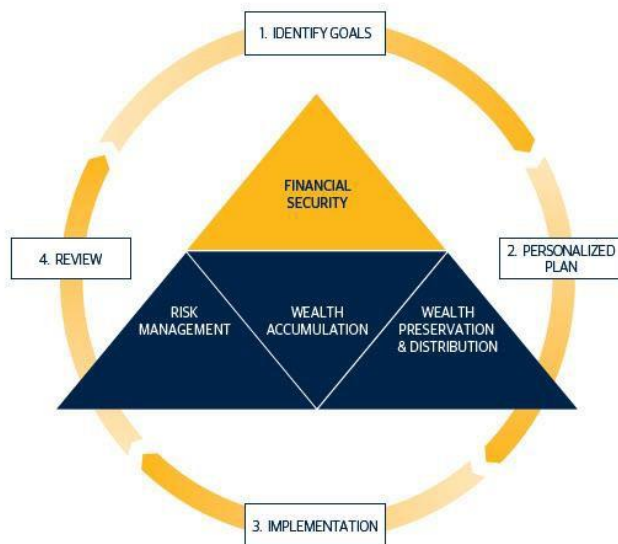 1. IDENTIFY GOALS
FINANCIAL
SECURITY
4. REVIEW
2. PERSONALIZED
PLAN
RISK
MANAGEMENT
WEALTH
ACCUMULATION
WEALTH
PRESERVATION
& DISTRIBUTION
3. IMPLEMENTATION